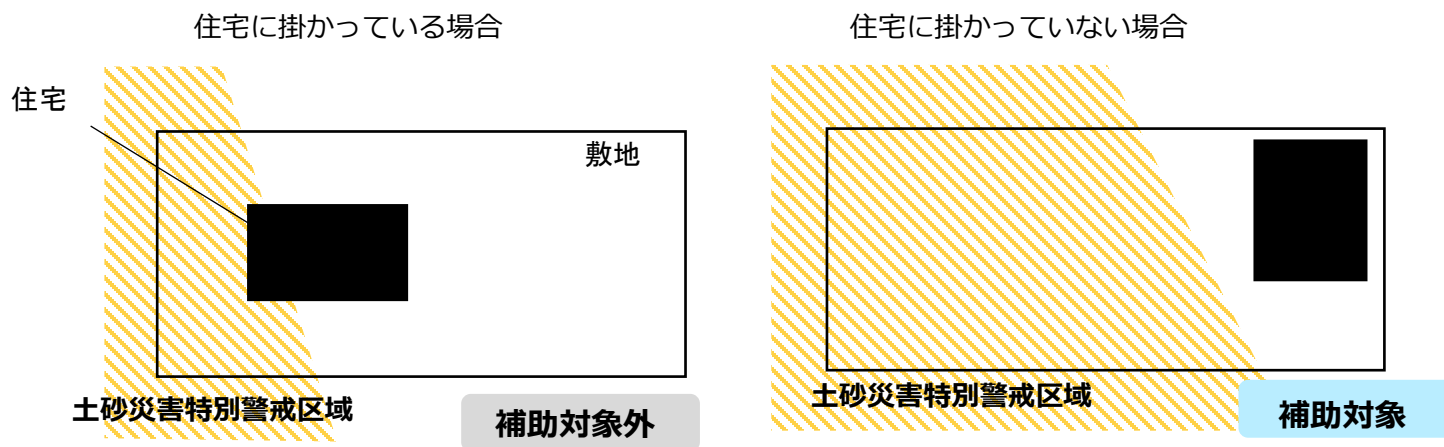 住宅に掛かっている場合
住宅
敷地
土砂災害特別警戒区域
補助対象外
住宅に掛かっていない場合
土砂災害特別警戒区域
補助対象